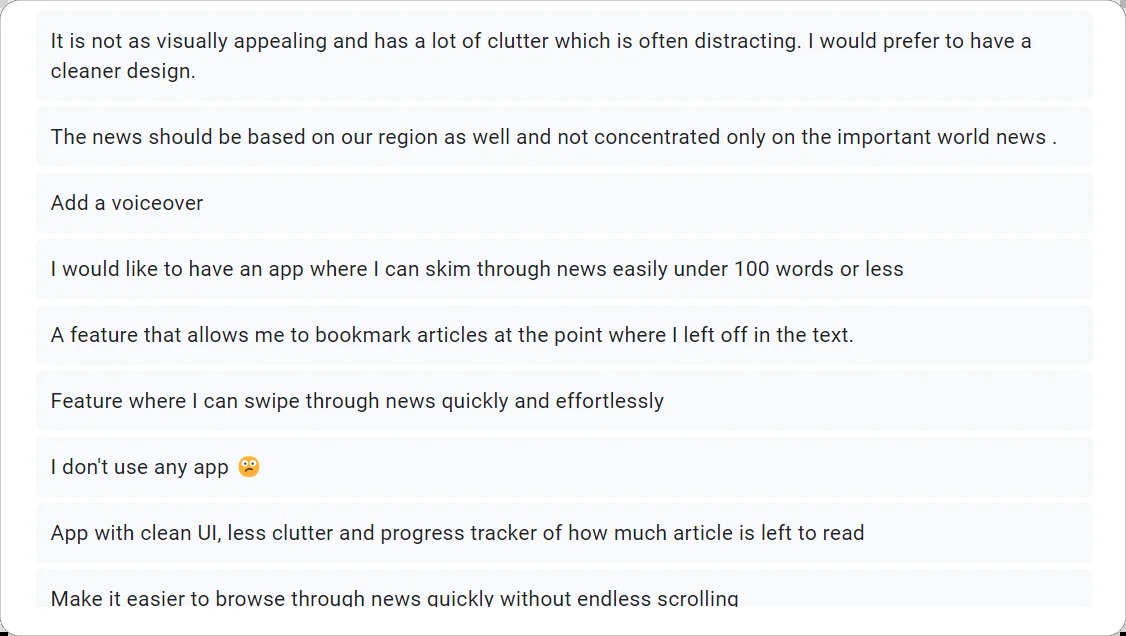 It is not as visually appealing and has a lot of clutter which is often distracting. I would prefer to have a
cleaner design.
The news should be based on our region as well and not concentrated only on the important world news .
Add a voiceover
I would like to have an app where I can skim through news easily under 100 words or less
A feature that allows me to bookmark articles at the point where I left off in the text.
Feature where I can swipe through news quickly and effortlessly
I don't use any app 😟
App with clean UI, less clutter and progress tracker of how much article is left to read
Make it easier to browse through news quickly without endless scrolling